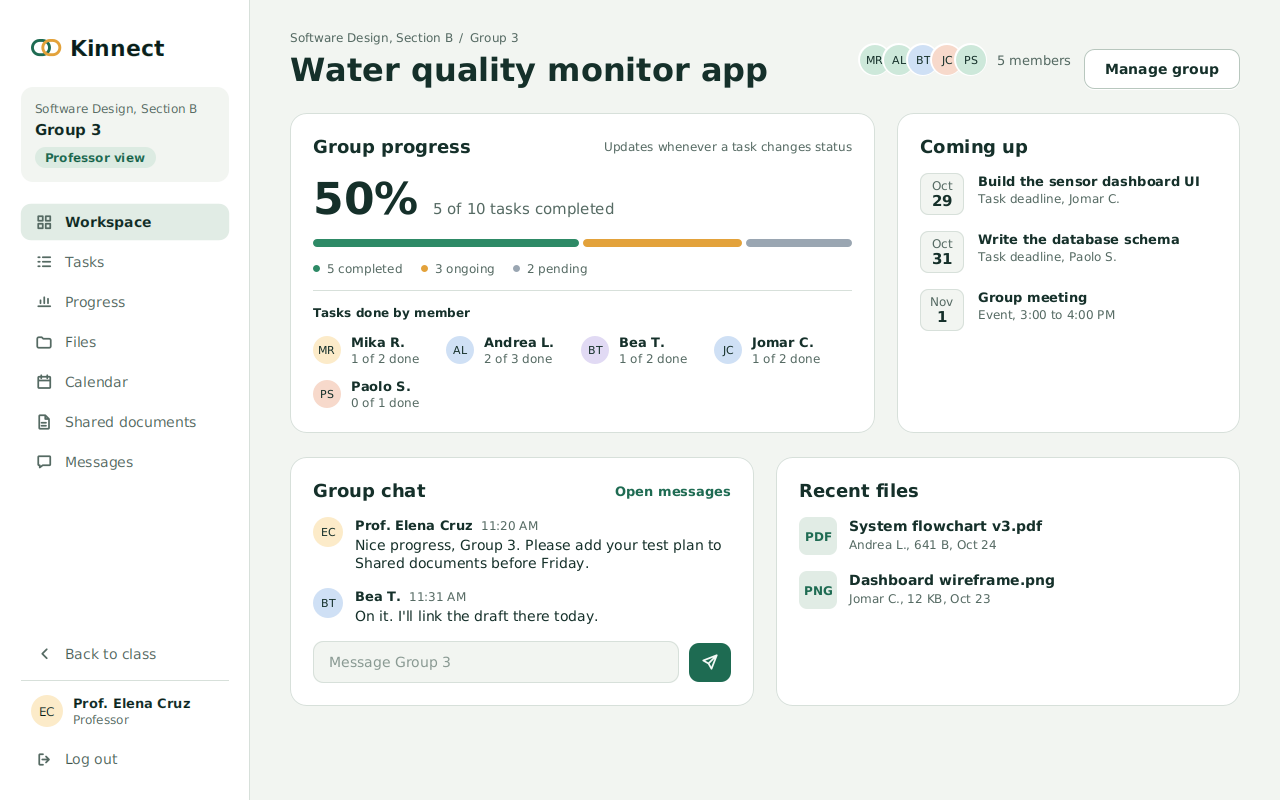 Kinnect
Software Design, Section B
Group 3
Professor view
Workspace
Tasks
Progress
Files
Calendar
Shared documents
Messages
Back to class
EC
Prof. Elena Cruz
Professor
Log out
Software Design, Section B / Group 3
Water quality monitor app
MR AL BT JC PS 5 members
Manage group
Group progress
Updates whenever a task changes status
50% 5 of 10 tasks completed
5 completed 3 ongoing 2 pending
Tasks done by member
MR Mika R.
1 of 2 done
AL Andrea L.
2 of 3 done
BT Bea T.
1 of 2 done
JC Jomar C.
1 of 2 done
PS Paolo S.
0 of 1 done
Coming up
Oct
29
Build the sensor dashboard UI
Task deadline, Jomar C.
Oct
31
Write the database schema
Task deadline, Paolo S.
Nov
1
Group meeting
Event, 3:00 to 4:00 PM
Group chat
Open messages
EC
Prof. Elena Cruz 11:20 AM
Nice progress, Group 3. Please add your test plan to
Shared documents before Friday.
BT
Bea T. 11:31 AM
On it. I'll link the draft there today.
Message Group 3
Recent files
PDF
System flowchart v3.pdf
Andrea L., 641 B, Oct 24
PNG
Dashboard wireframe.png
Jomar C., 12 KB, Oct 23